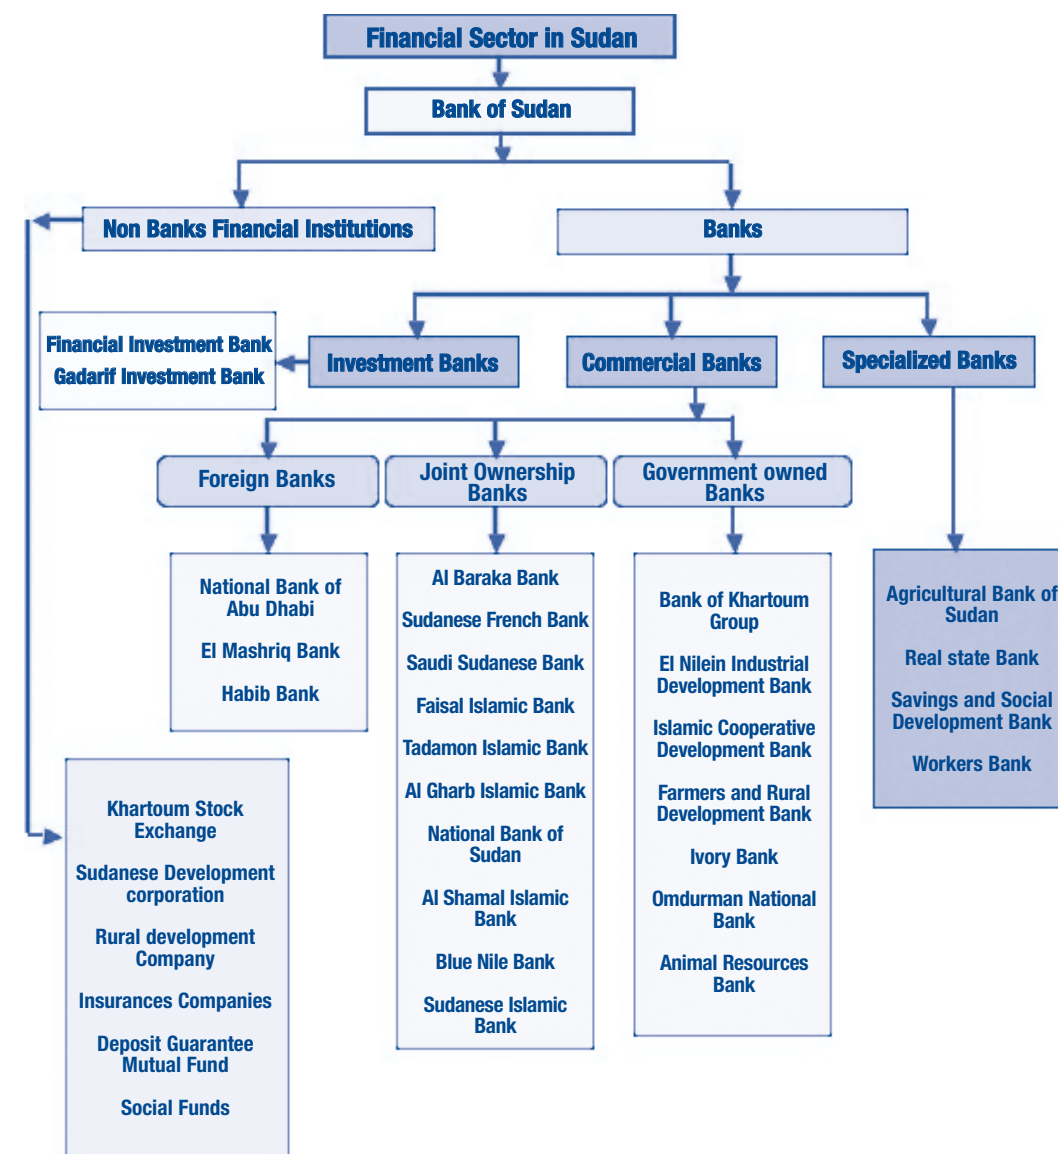 Financial Sector in Sudan
Bank of Sudan
Non Banks Financial Institutions
Banks
Financial Investment Bank
Gadarif Investment Bank
Investment Banks
Commercial Banks
Specialized Banks
Foreign Banks
Joint Ownership
Banks
Government owned
Banks
National Bank of
Abu Dhabi
El Mashriq Bank
Habib Bank
Al Baraka Bank
Sudanese French Bank
Saudi Sudanese Bank
Faisal Islamic Bank
Tadamon Islamic Bank
Al Gharb Islamic Bank
National Bank of
Sudan
Al Shamal Islamic
Bank
Blue Nile Bank
Sudanese Islamic
Bank
Bank of Khartoum
Group
El Nilein Industrial
Development Bank
Islamic Cooperative
Development Bank
Farmers and Rural
Development Bank
Ivory Bank
Omdurman National
Bank
Animal Resources
Bank
Agricultural Bank of
Sudan
Real state Bank
Savings and Social
Development Bank
Workers Bank
Khartoum Stock
Exchange
Sudanese Development
corporation
Rural development
Company
Insurances Companies
Deposit Guarantee
Mutual Fund
Social Funds